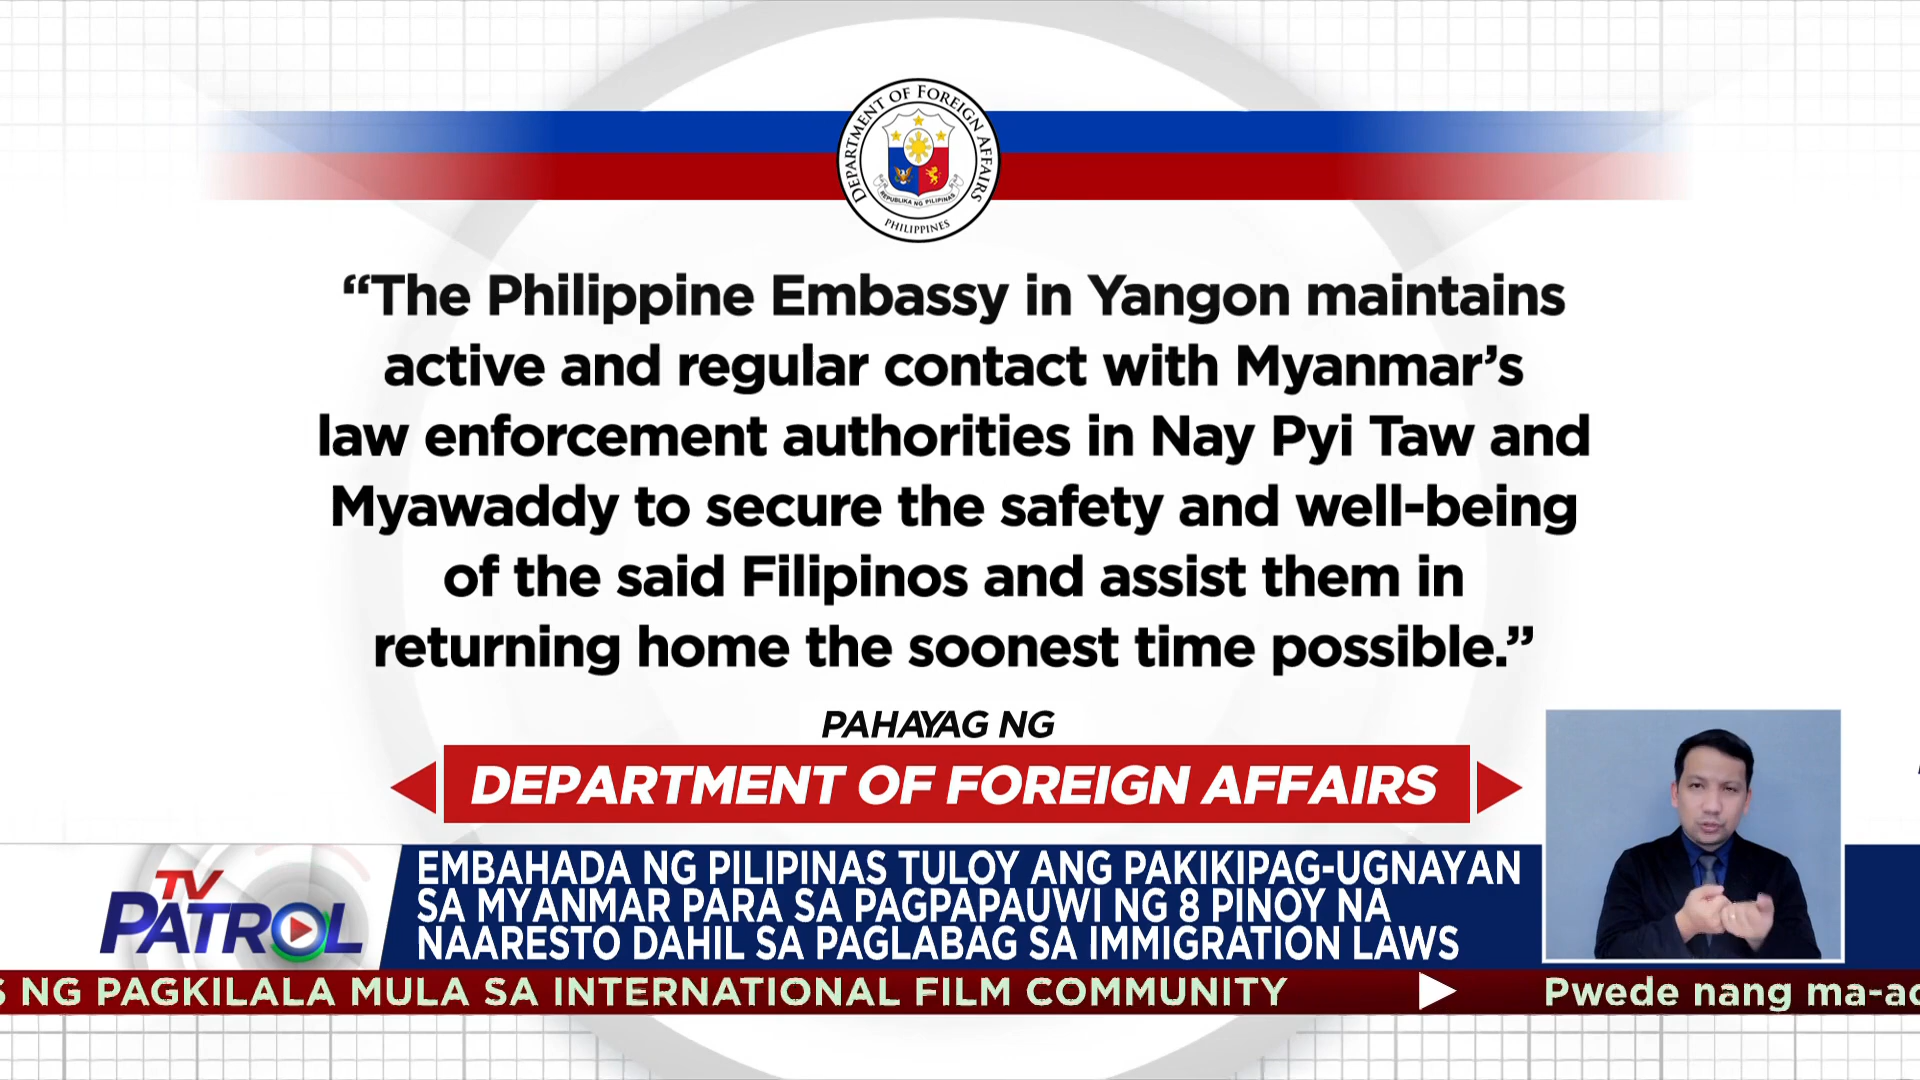 DEPARTMENT OF FOREIGN AFFAIRS
REPUBLIKA NG PILIPINAS
PHILIPPINES
“The Philippine Embassy in Yangon maintains
active and regular contact with Myanmar’s
law enforcement authorities in Nay Pyi Taw and
Myawaddy to secure the safety and well-being
of the said Filipinos and assist them in
returning home the soonest time possible.”
PAHAYAG NG
DEPARTMENT OF FOREIGN AFFAIRS
TV PATROL
EMBAHADA NG PILIPINAS TULOY ANG PAKIKIPAG-UGNAYAN
SA MYANMAR PARA SA PAGPAPAUWI NG 8 PINOY NA
NAARESTO DAHIL SA PAGLABAG SA IMMIGRATION LAWS
S NG PAGKILALA MULA SA INTERNATIONAL FILM COMMUNITY
Pwede nang ma-ac